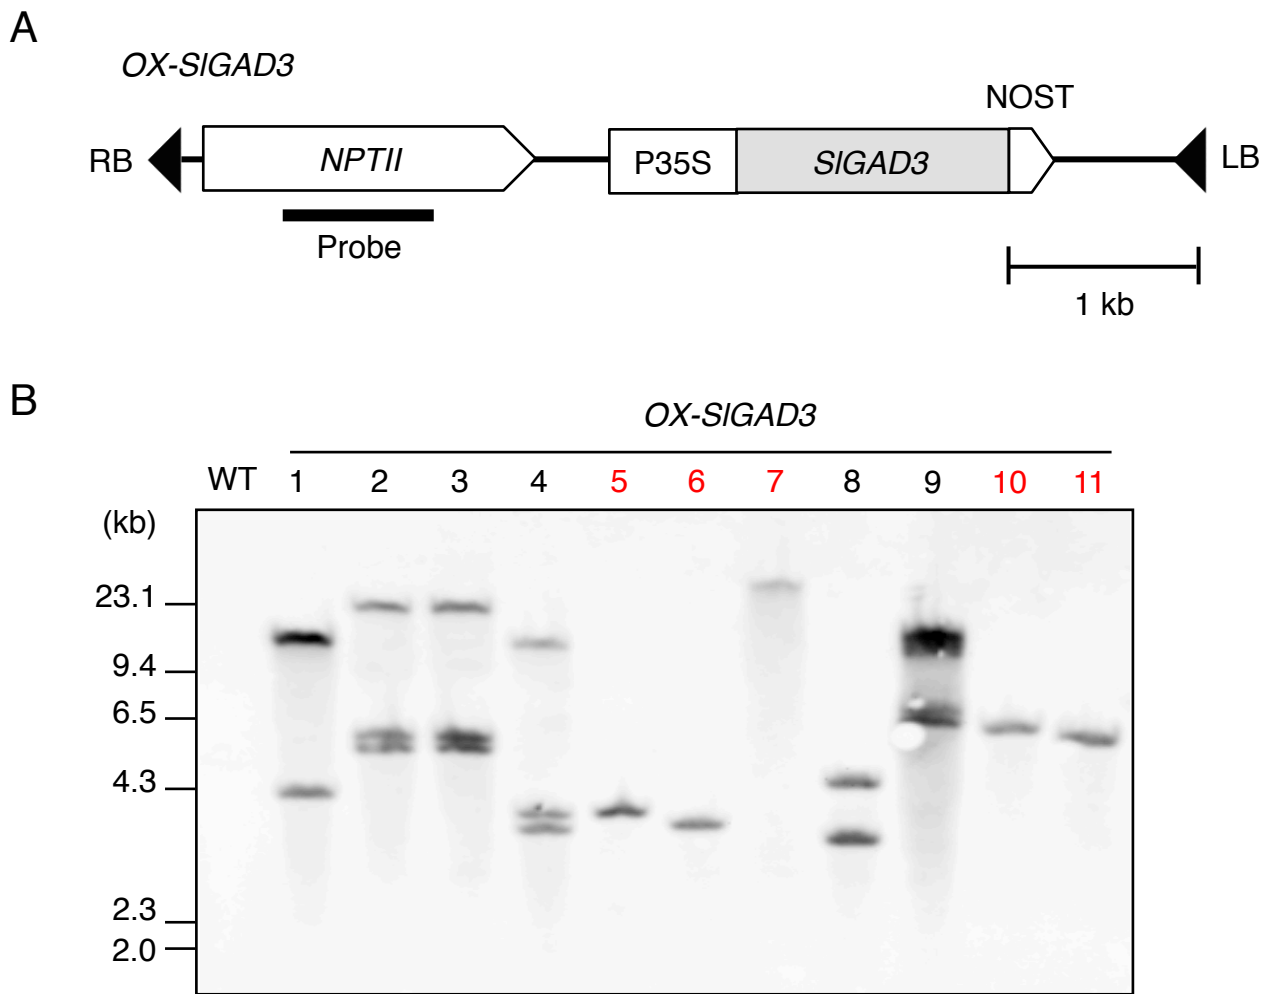 A
OX-SlGAD3
NOST
RB
NPTII
P35S
SlGAD3
LB
Probe
1 kb
B
OX-SlGAD3
WT 1 2 3 4 5 6 7 8 9 10 11
(kb)
23.1
9.4
6.5
4.3
2.3
2.0